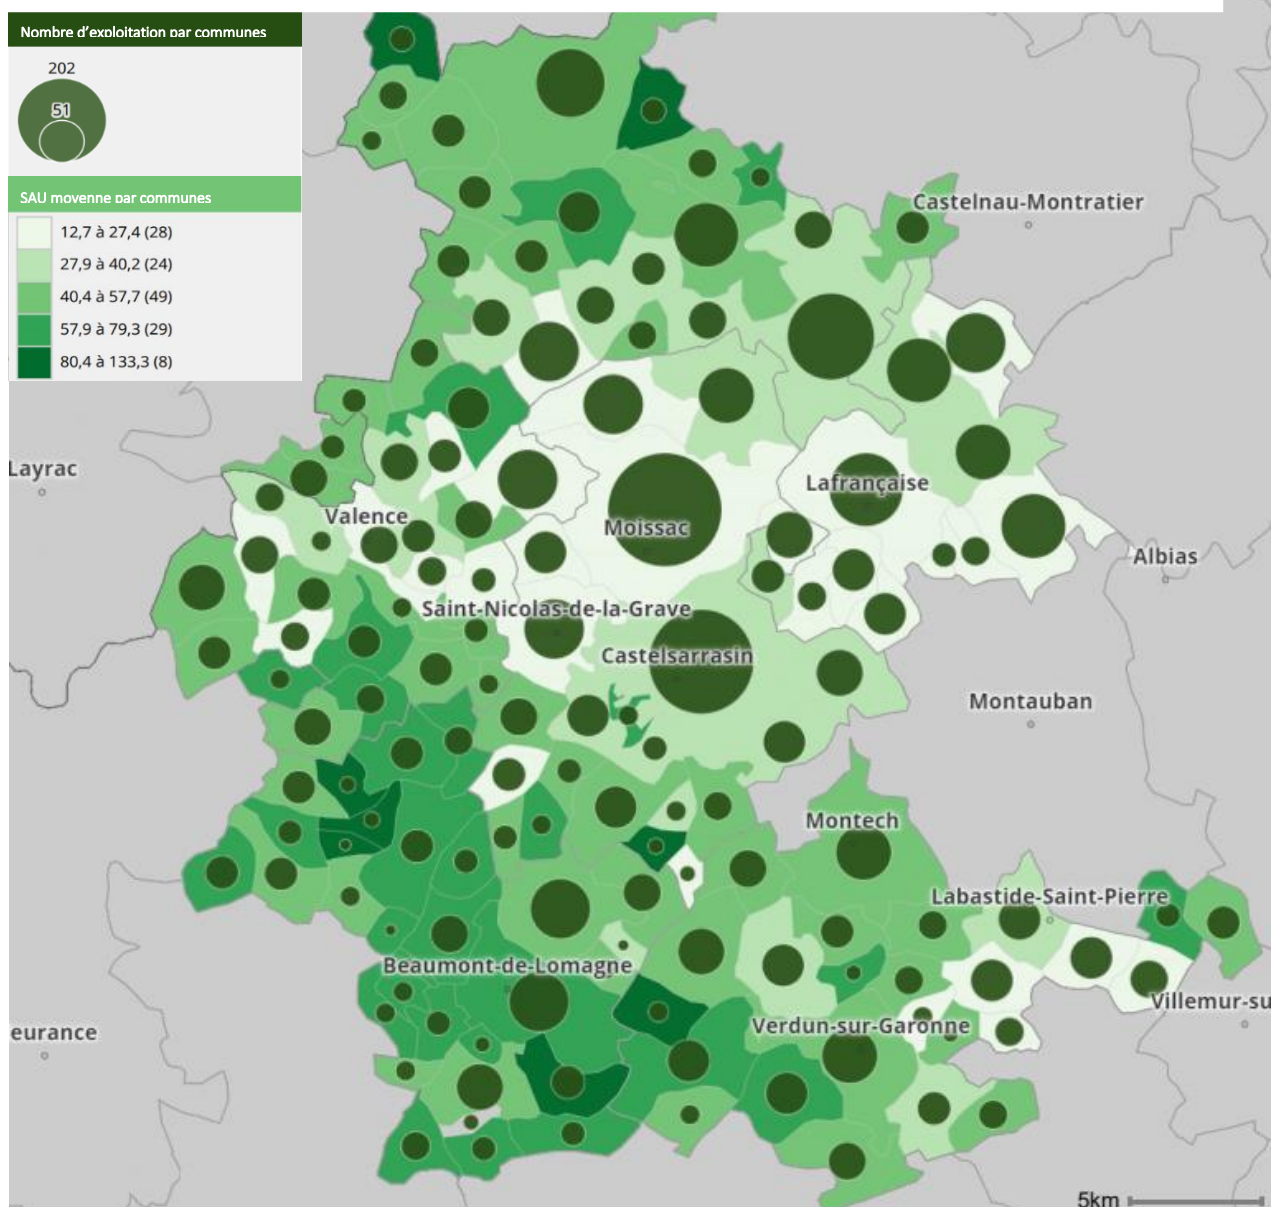 Nombre d’exploitation par communes
202
51
SAU movenne par communes
12,7 à 27,4 (28)
27,9 à 40,2 (24)
40,4 à 57,7 (49)
57,9 à 79,3 (29)
80,4 à 133,3 (8)
Castelnau-Montratier
Layrac
Lafrançaise
Valence
Moissac
Albias
Saint-Nicolas-de-la-Grave
Castelsarrasin
Montauban
Montech
Labastide-Saint-Pierre
Beaumont-de-Lomagne
Villemur-su
Verdun-sur-Garonne
eurance
5km